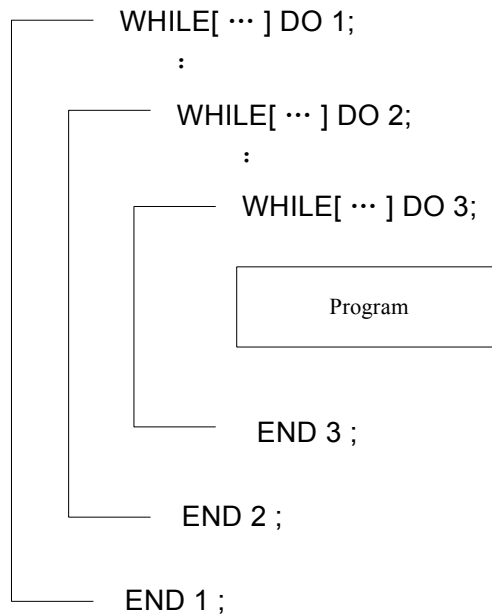 WHILE[ ··· ] DO 1;
:
WHILE[ ··· ] DO 2;
:
WHILE[ ··· ] DO 3;
Program
END 3 ;
END 2 ;
END 1 ;